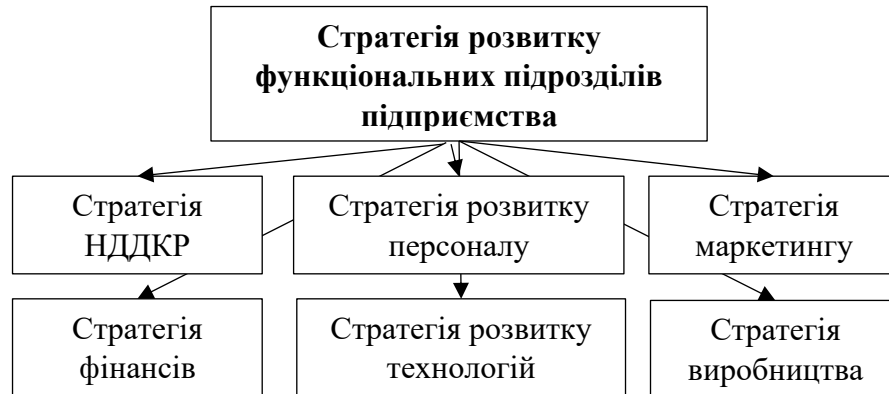 Стратегія розвитку
функціональних підрозділів
підприємства
Стратегія
НДДКР
Стратегія розвитку
персоналу
Стратегія
маркетингу
Стратегія
фінансів
Стратегія розвитку
технологій
Стратегія
виробництва